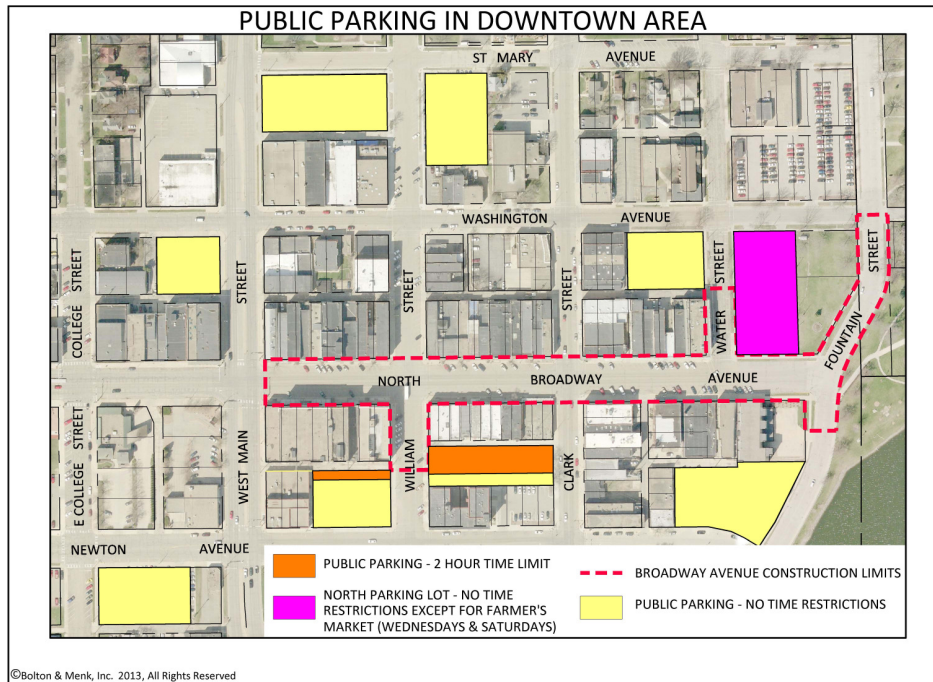 PUBLIC PARKING IN DOWNTOWN AREA
ST MARY AVENUE
WASHINGTON AVENUE
COLLEGE STREET
STREET
STREET
STREET
WATER STREET
FOUNTAIN STREET
NORTH BROADWAY AVENUE
E COLLEGE STREET
WEST MAIN
WILLIAM
CLARK
NEWTON AVENUE
PUBLIC PARKING - 2 HOUR TIME LIMIT
NORTH PARKING LOT - NO TIME
RESTRICTIONS EXCEPT FOR FARMER'S
MARKET (WEDNESDAYS & SATURDAYS)
BROADWAY AVENUE CONSTRUCTION LIMITS
PUBLIC PARKING - NO TIME RESTRICTIONS
©Bolton & Menk, Inc. 2013, All Rights Reserved